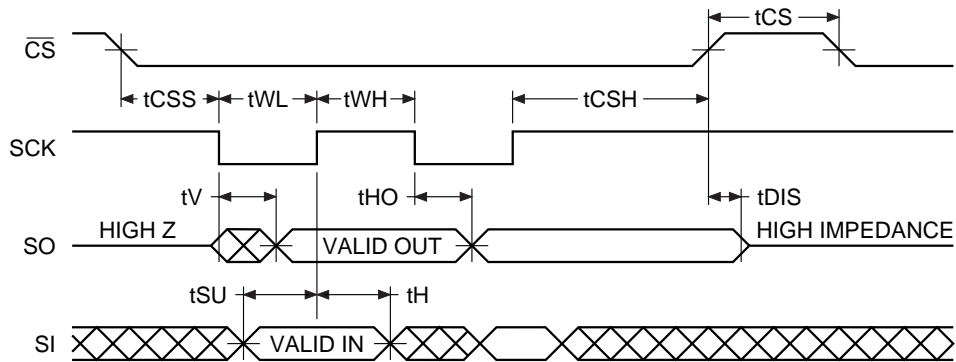 tCS
CS
tCSS tWL tWH tCSH
SCK
tV tHO tDIS
HIGH Z VALID OUT HIGH IMPEDANCE
SO
tSU tH
SI VALID IN